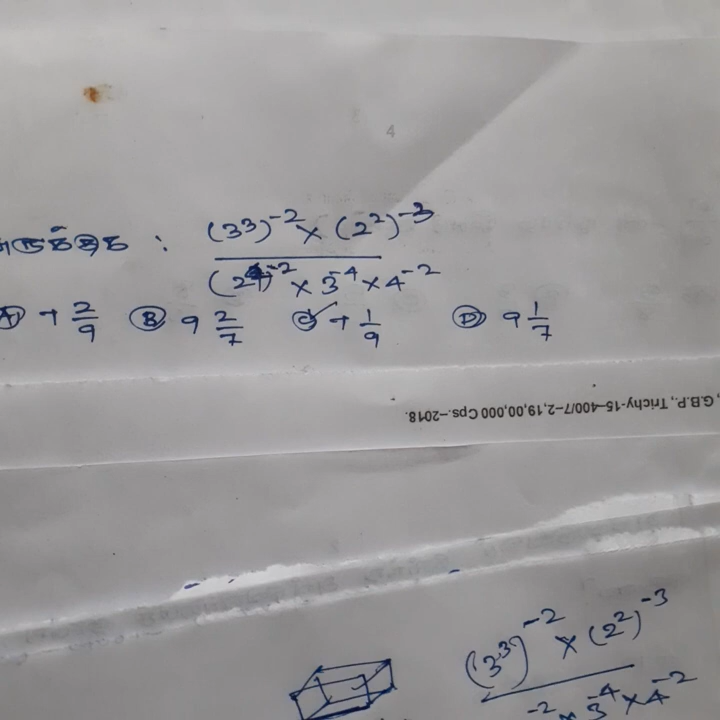 4
சுருக்குக : (3³)⁻² × (2²)⁻³
(2⁴)⁻² × 3⁻⁴ × 4⁻²
A 7 2/9 B 9 2/7 C 7 1/9 D 9 1/7
, G.B.P., Trichy-15-400/7-2,19,00,000 Cps.-2018.
(3³)⁻² × (2²)⁻³
⁻² × 3⁻⁴ × 4⁻²